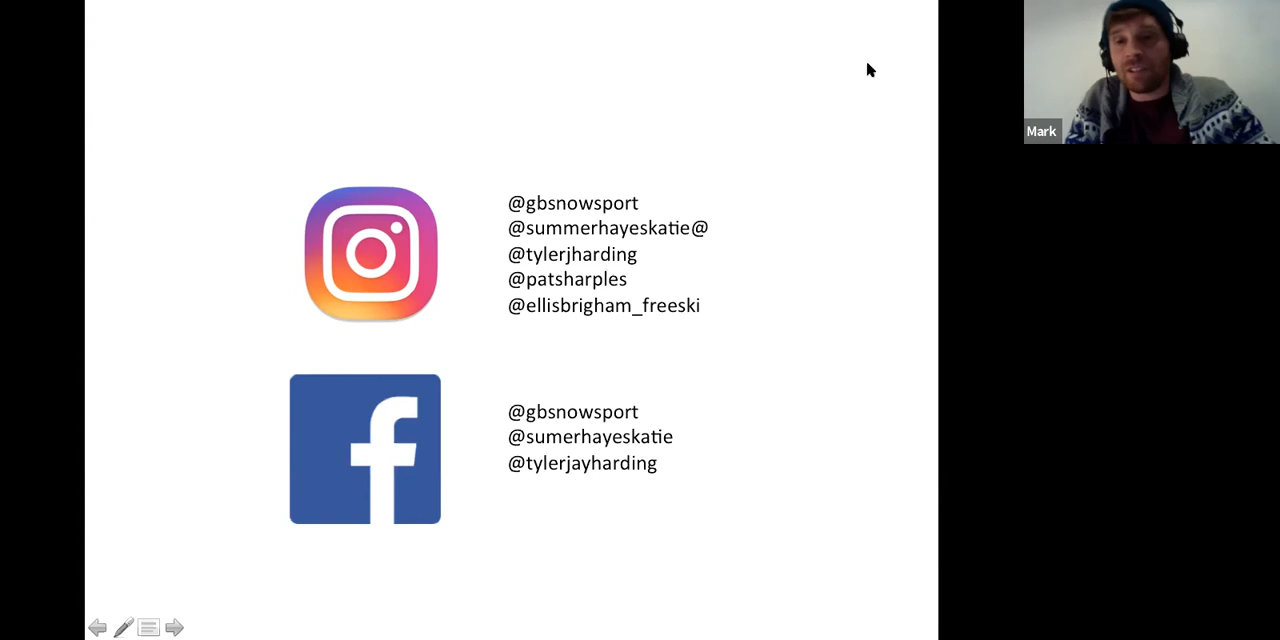 @gbsnowsport
@summerhayeskatie@
@tylerjharding
@patsharples
@ellisbrigham_freeski
@gbsnowsport
@sumerhayeskatie
@tylerjayharding
Mark